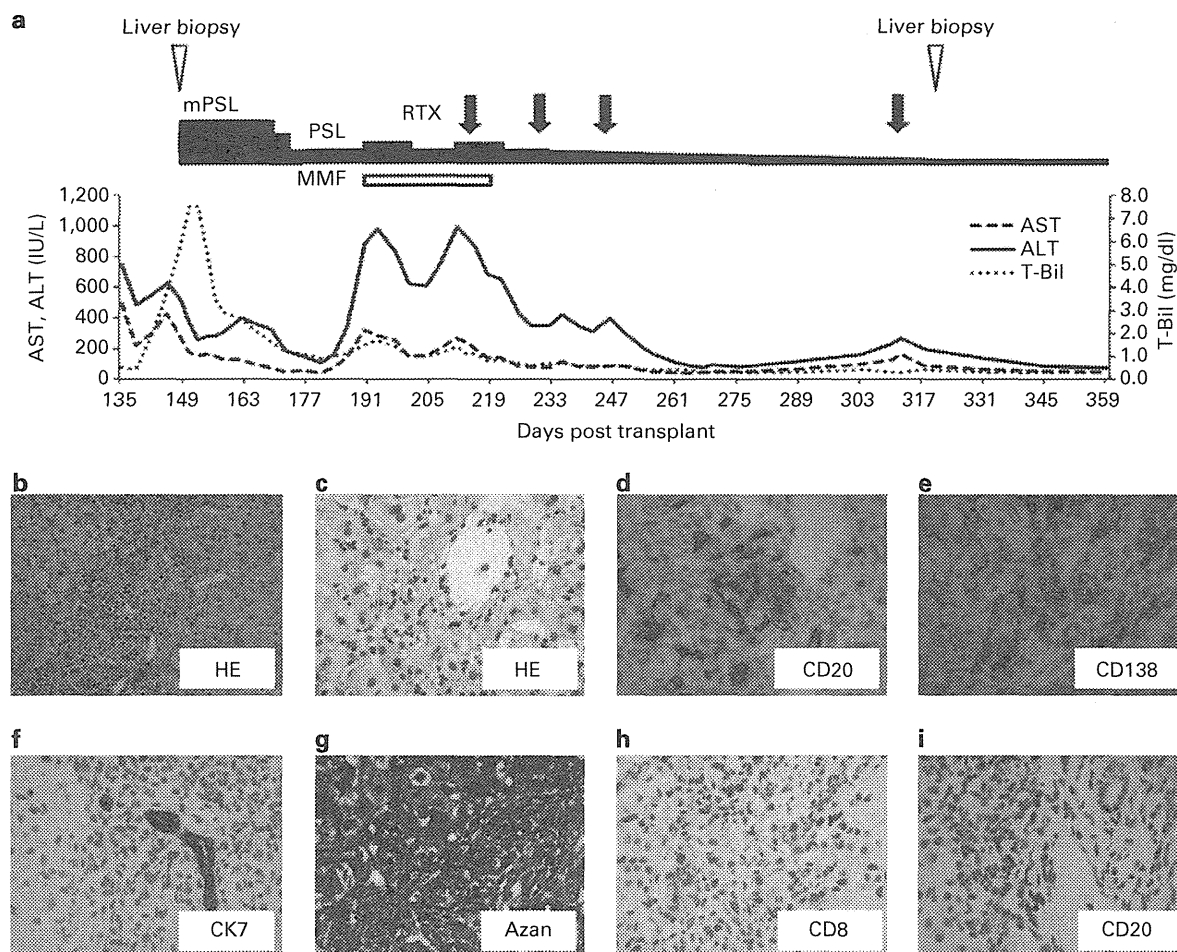 a
Liver biopsy Liver biopsy
mPSL
RTX
PSL
MMF
1,200 8.0
1,000 7.0
800 6.0
600 5.0
400 4.0
200 3.0
0 2.0
1.0
0.0
AST, ALT (IU/L)
T-Bil (mg/dl)
AST
ALT
T-Bil
135 149 163 177 191 205 219 233 247 261 275 289 303 317 331 345 359
Days post transplant
b c d e
HE HE CD20 CD138
f g h i
CK7 Azan CD8 CD20